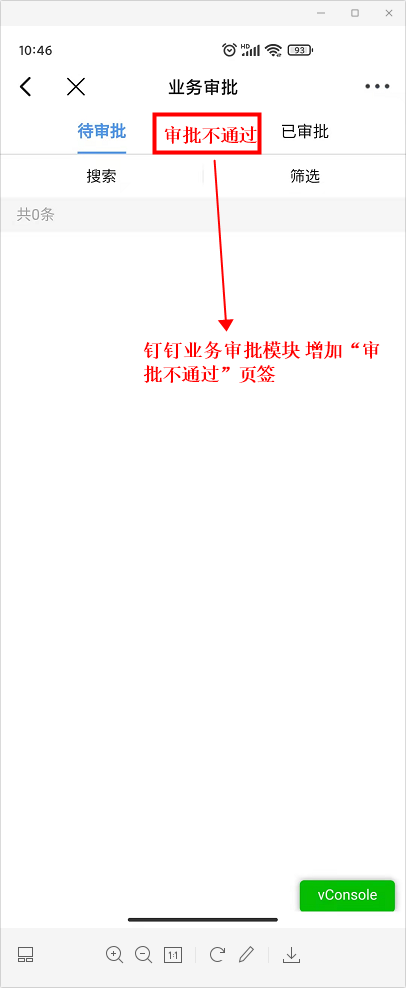 10:46 HD 93
业务审批
待审批 审批不通过 已审批
搜索 筛选
共0条
钉钉业务审批模块 增加“审
批不通过”页签
vConsole
1:1